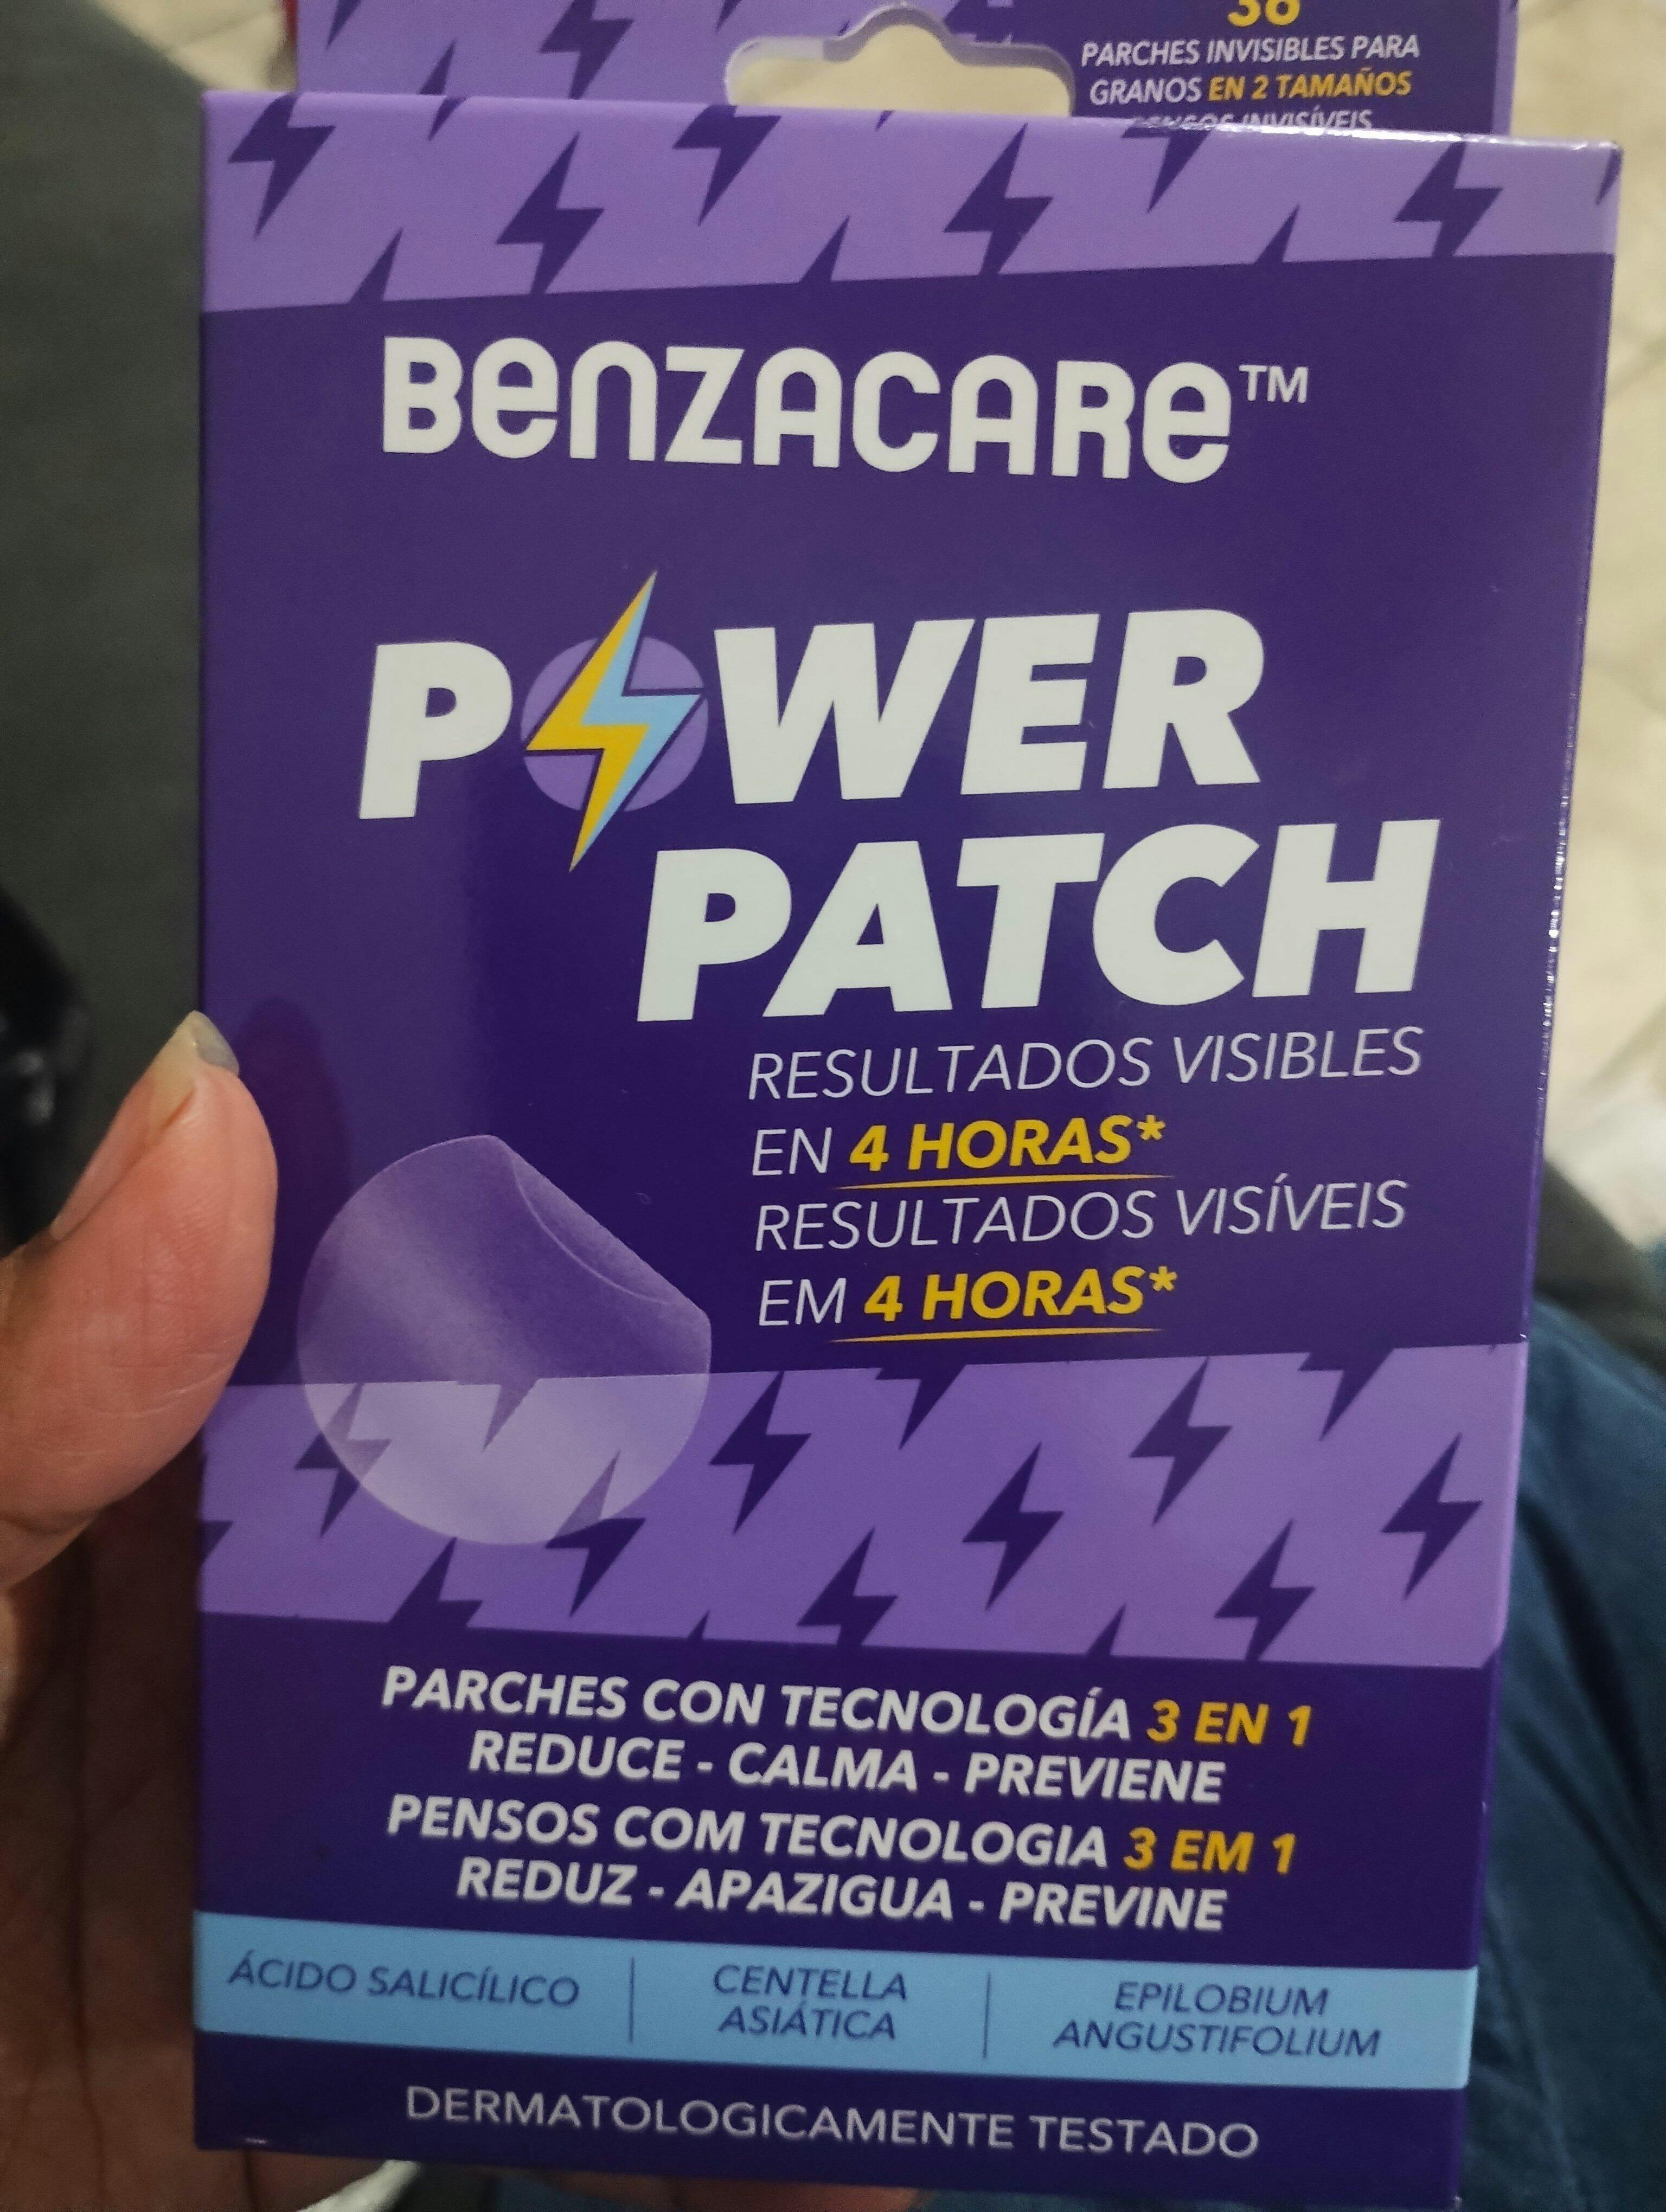 PARCHES INVISIBLES PARA
GRANOS EN 2 TAMAÑOS
INVISÍVEIS
BENZACARE™
POWER
PATCH
RESULTADOS VISIBLES
EN 4 HORAS*
RESULTADOS VISÍVEIS
EM 4 HORAS*
PARCHES CON TECNOLOGÍA 3 EN 1
REDUCE - CALMA - PREVIENE
PENSOS COM TECNOLOGIA 3 EM 1
REDUZ - APAZIGUA - PREVINE
ÁCIDO SALICÍLICO
CENTELLA
ASIÁTICA
EPILOBIUM
ANGUSTIFOLIUM
DERMATOLOGICAMENTE TESTADO